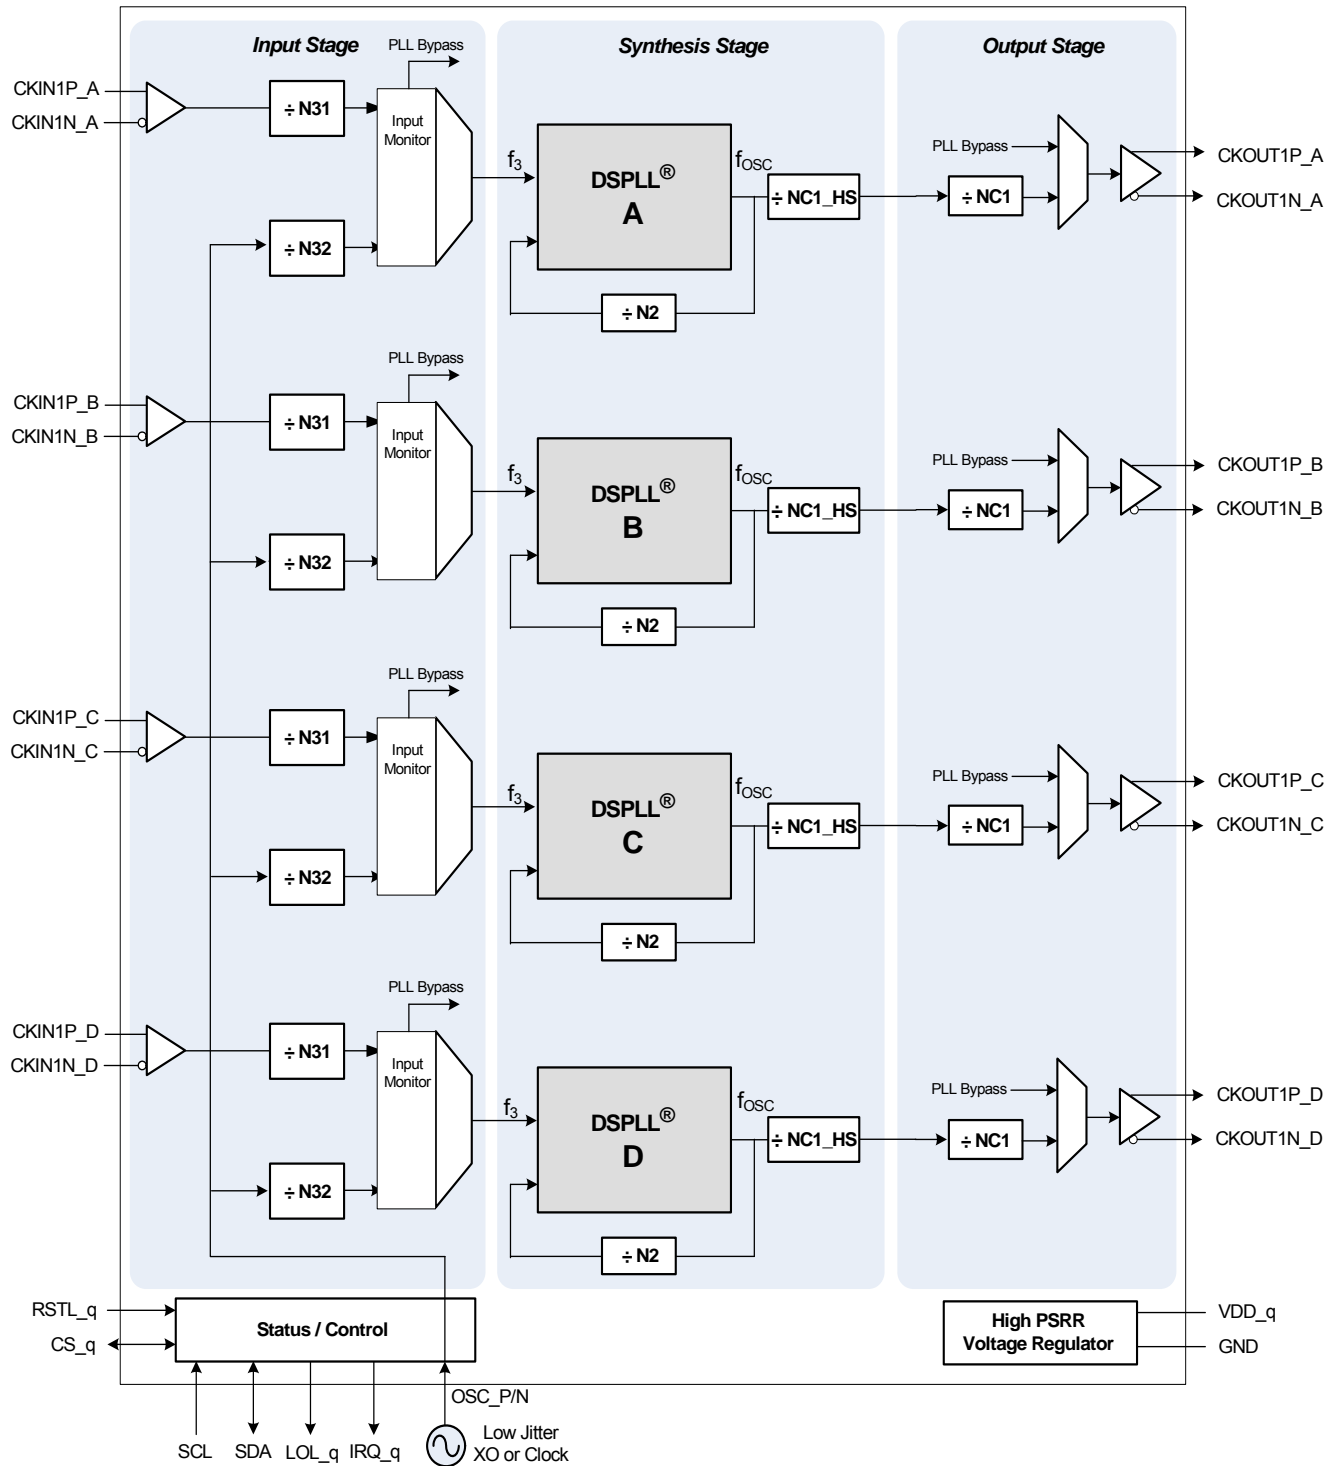 Input Stage
Synthesis Stage
Output Stage
PLL Bypass
CKIN1P_A
CKIN1N_A
÷ N31
Input
Monitor
÷ N32
f3
DSPLL®
A
fOSC
÷ NC1_HS
÷ N2
PLL Bypass
÷ NC1
CKOUT1P_A
CKOUT1N_A
PLL Bypass
CKIN1P_B
CKIN1N_B
÷ N31
Input
Monitor
÷ N32
f3
DSPLL®
B
fOSC
÷ NC1_HS
÷ N2
PLL Bypass
÷ NC1
CKOUT1P_B
CKOUT1N_B
PLL Bypass
CKIN1P_C
CKIN1N_C
÷ N31
Input
Monitor
÷ N32
f3
DSPLL®
C
fOSC
÷ NC1_HS
÷ N2
PLL Bypass
÷ NC1
CKOUT1P_C
CKOUT1N_C
PLL Bypass
CKIN1P_D
CKIN1N_D
÷ N31
Input
Monitor
÷ N32
f3
DSPLL®
D
fOSC
÷ NC1_HS
÷ N2
PLL Bypass
÷ NC1
CKOUT1P_D
CKOUT1N_D
RSTL_q
CS_q
Status / Control
High PSRR
Voltage Regulator
VDD_q
GND
SCL
SDA
LOL_q
IRQ_q
OSC_P/N
Low Jitter
XO or Clock